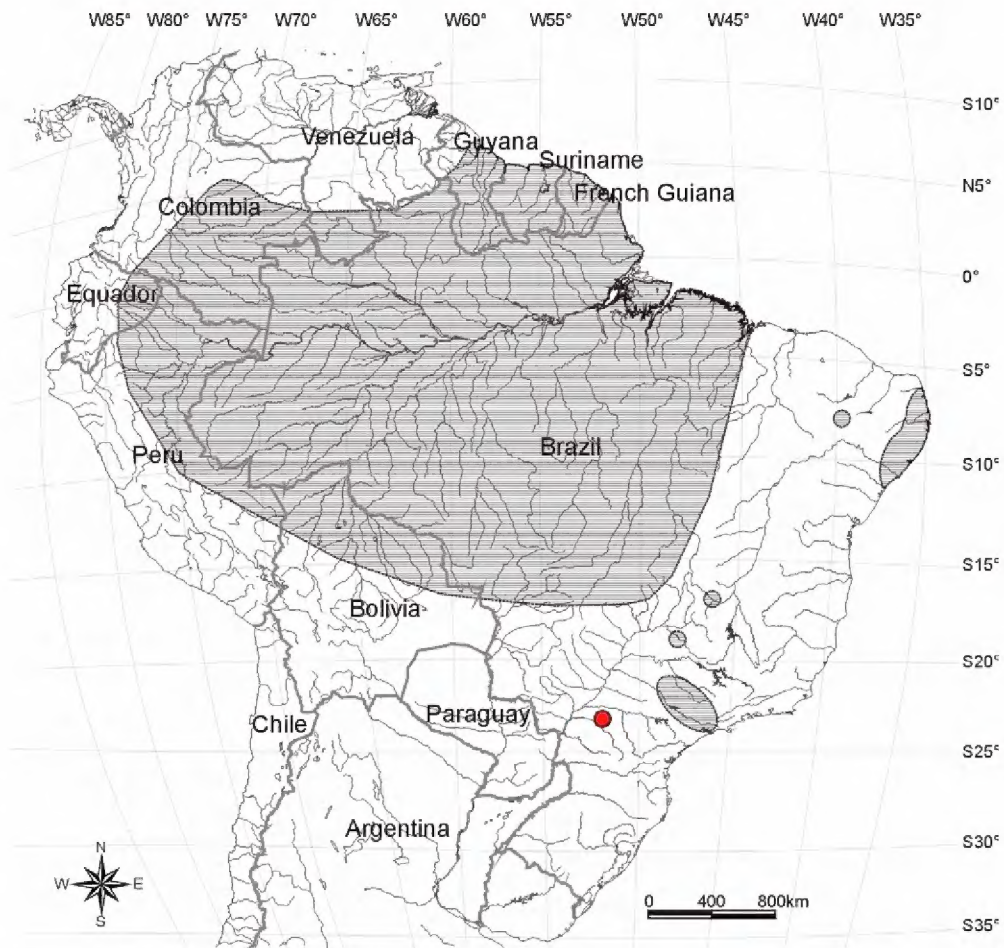 W85° W80° W75° W70° W65° W60° W55° W50° W45° W40° W35°
S10°
Venezuela
Guyana
Suriname
N5°
French Guiana
Colombia
0°
Equador
S5°
Brazil
Peru
S10°
S15°
Bolivia
S20°
Paraguay
Chile
S25°
Argentina
S30°
N
W E
S
0 400 800km
S35°